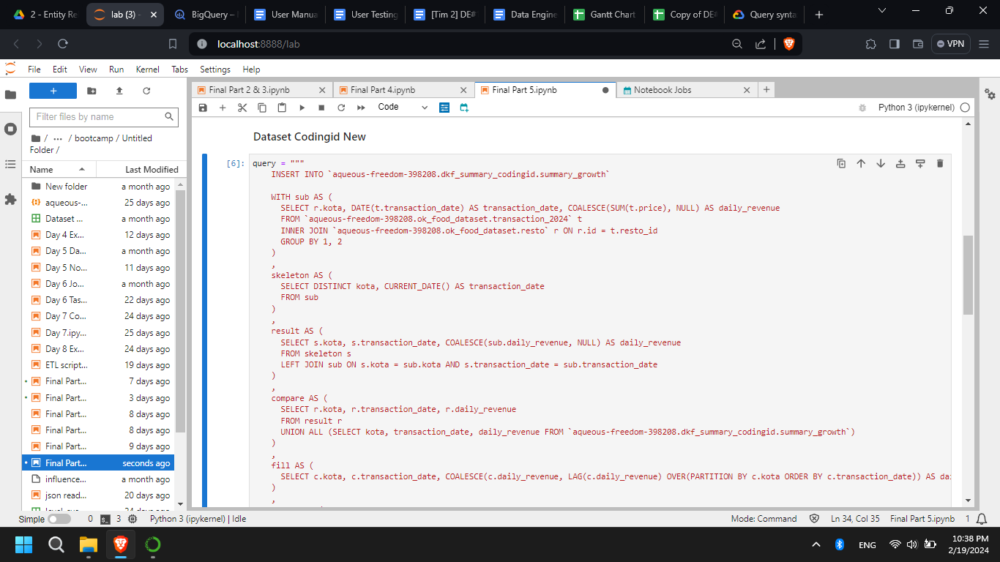 2 - Entity Re
lab (3) -
BigQuery –
User Manua
User Testing
[Tim 2] DE#
Data Engine
Gantt Chart
Copy of DE#
Query synta
localhost:8888/lab
VPN
File Edit View Run Kernel Tabs Settings Help
Filter files by name
/ ... / bootcamp / Untitled
Folder /
Name Last Modified
New folder a month ago
aqueous-... 25 days ago
Dataset ... a month ago
Day 4 Ex... 12 days ago
Day 5 Da... a month ago
Day 5 No... 11 days ago
Day 6 Jo... a month ago
Day 6 Tas... 22 days ago
Day 7 Co... 24 days ago
Day 7.ipy... 25 days ago
Day 8 Ex... 24 days ago
ETL script... 19 days ago
Final Part... 7 days ago
Final Part... 3 days ago
Final Part... 8 days ago
Final Part... 8 days ago
Final Part... 9 days ago
Final Part... seconds ago
influence... a month ago
json read... 20 days ago
Final Part 2 & 3.ipynb
Final Part 4.ipynb
Final Part 5.ipynb
Notebook Jobs
Code
Python 3 (ipykernel)
Dataset Codingid New
[6]: query = """
INSERT INTO `aqueous-freedom-398208.dkf_summary_codingid.summary_growth`
WITH sub AS (
SELECT r.kota, DATE(t.transaction_date) AS transaction_date, COALESCE(SUM(t.price), NULL) AS daily_revenue
FROM `aqueous-freedom-398208.ok_food_dataset.transaction_2024` t
INNER JOIN `aqueous-freedom-398208.ok_food_dataset.resto` r ON r.id = t.resto_id
GROUP BY 1, 2
)
,
skeleton AS (
SELECT DISTINCT kota, CURRENT_DATE() AS transaction_date
FROM sub
)
,
result AS (
SELECT s.kota, s.transaction_date, COALESCE(sub.daily_revenue, NULL) AS daily_revenue
FROM skeleton s
LEFT JOIN sub ON s.kota = sub.kota AND s.transaction_date = sub.transaction_date
)
,
compare AS (
SELECT r.kota, r.transaction_date, r.daily_revenue
FROM result r
UNION ALL (SELECT kota, transaction_date, daily_revenue FROM `aqueous-freedom-398208.dkf_summary_codingid.summary_growth`)
)
,
fill AS (
SELECT c.kota, c.transaction_date, COALESCE(c.daily_revenue, LAG(c.daily_revenue) OVER(PARTITION BY c.kota ORDER BY c.transaction_date)) AS dai
)
,
Simple 0 3 Python 3 (ipykernel) | Idle
Mode: Command Ln 34, Col 35 Final Part 5.ipynb 1
ENG
10:38 PM
2/19/2024